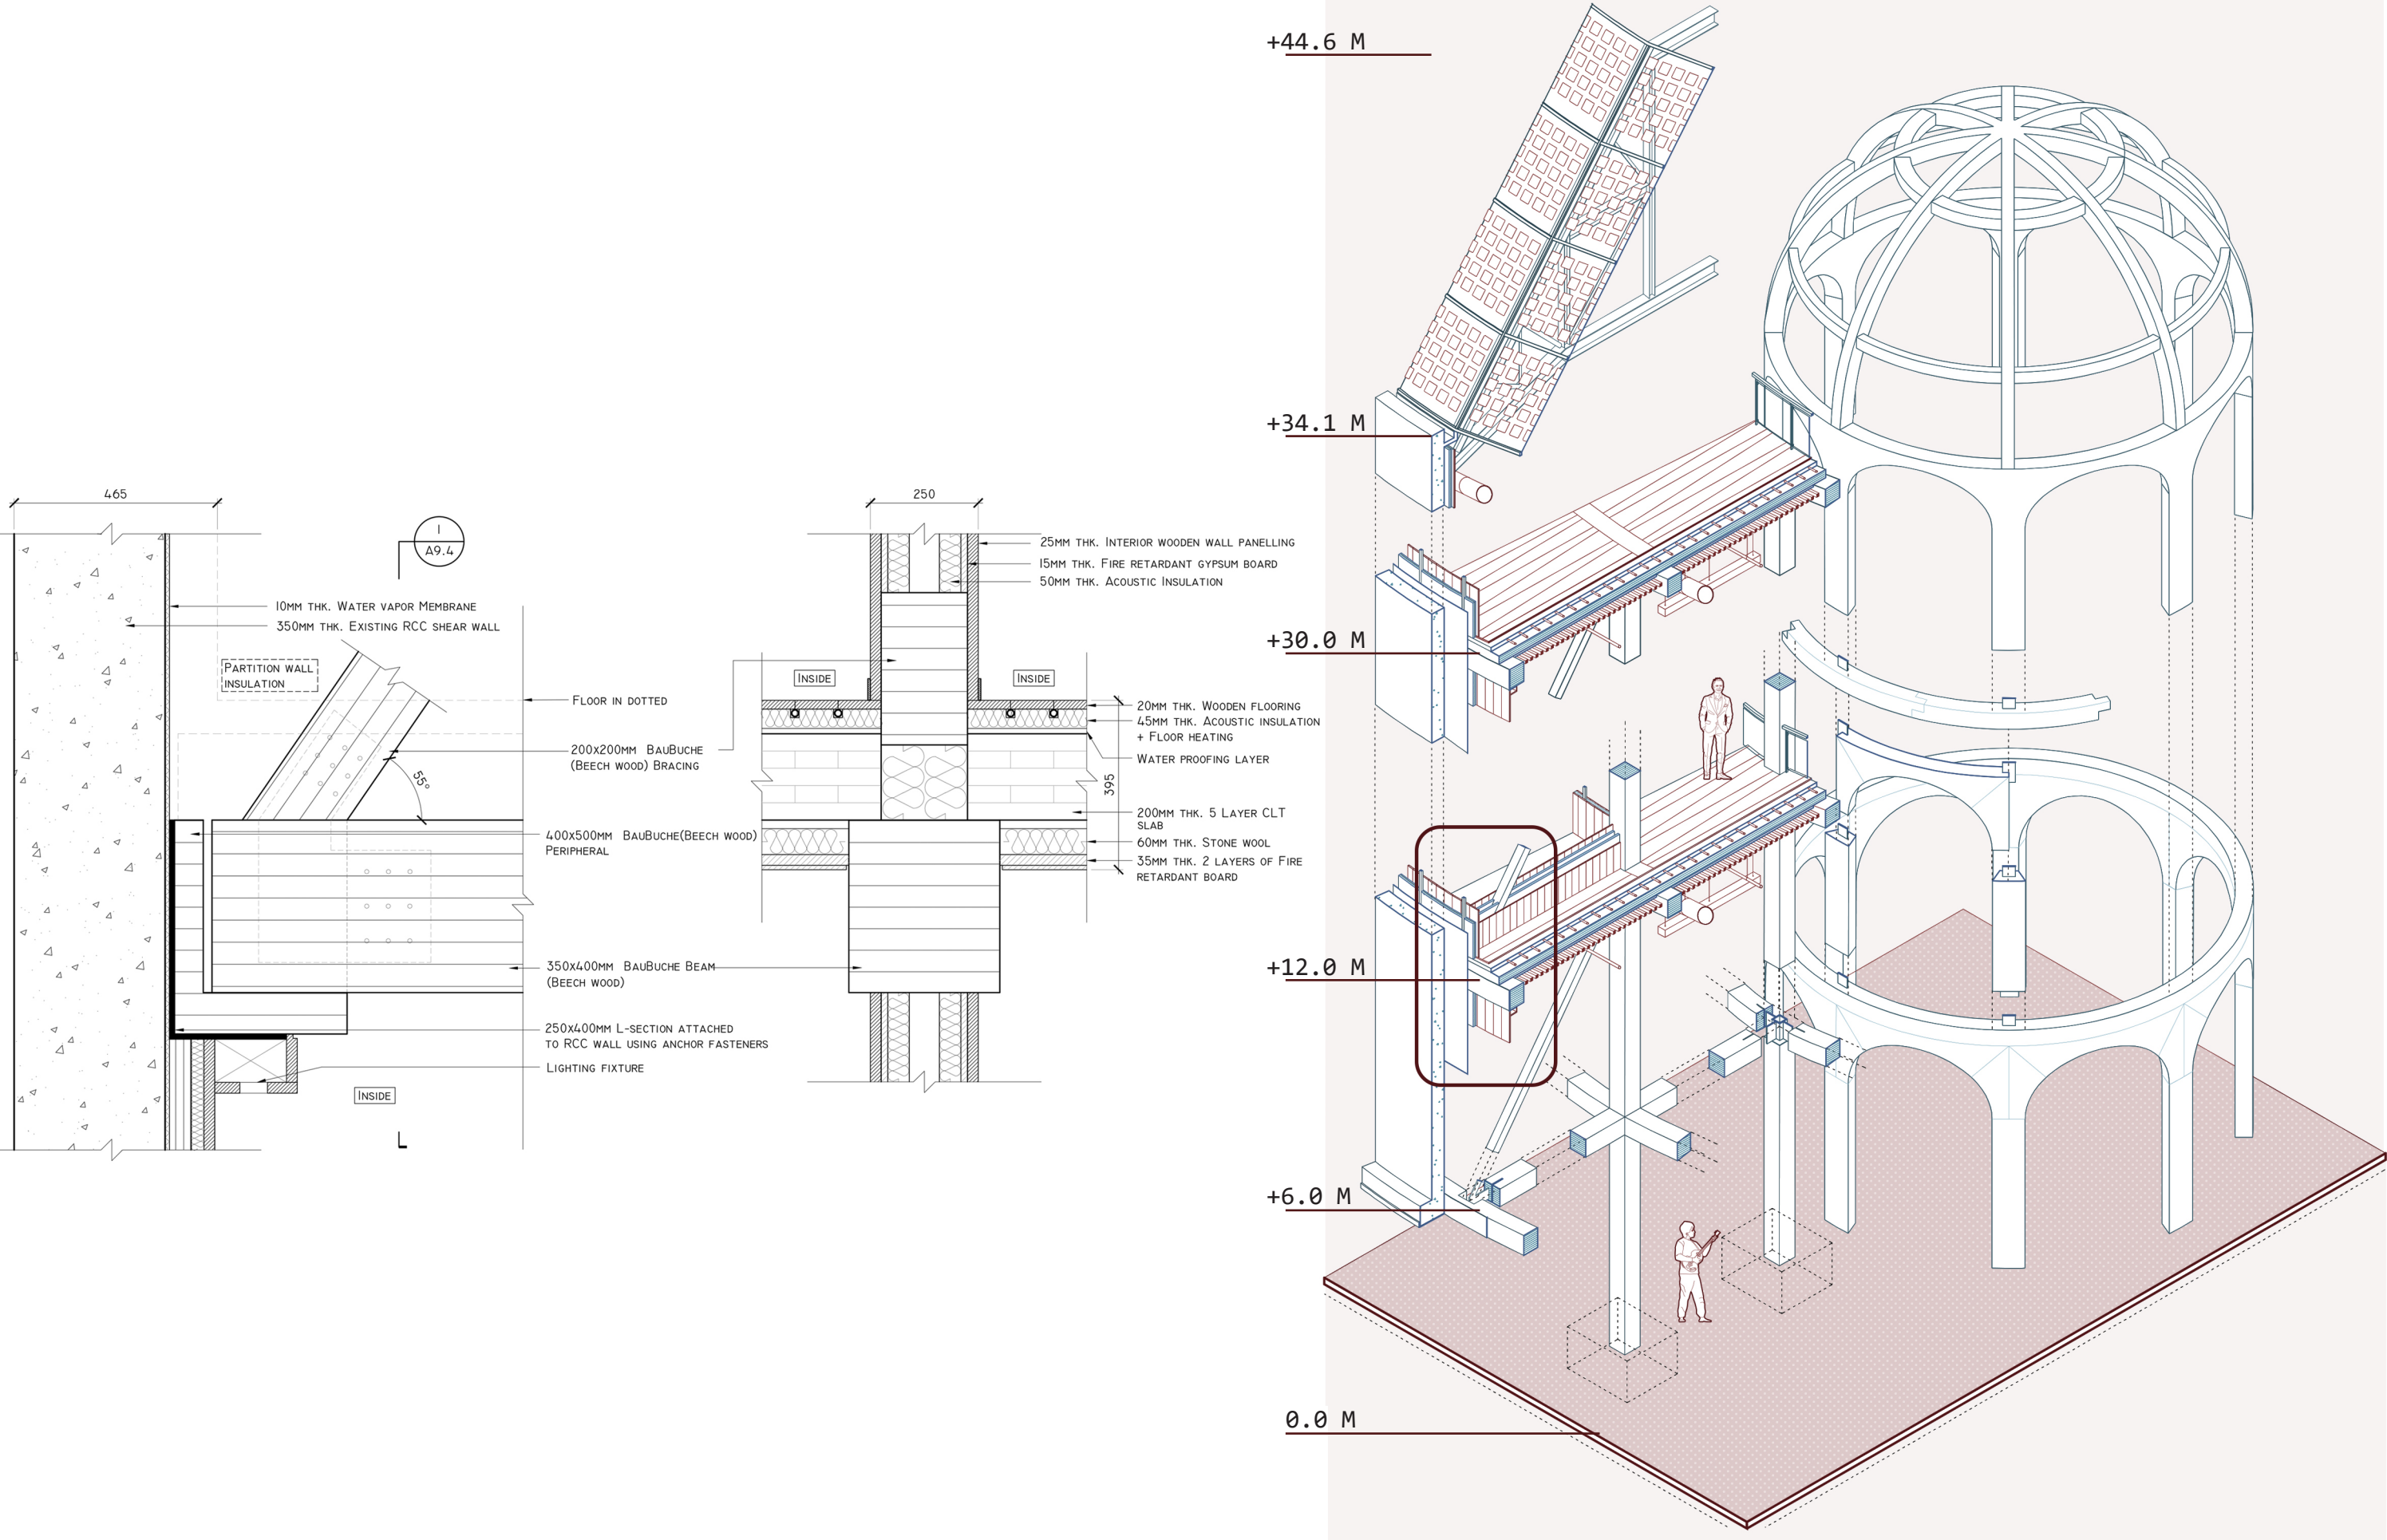 465
I
A9.4
10mm thk. Water vapor Membrane
350mm thk. Existing RCC shear wall
Partition wall
insulation
Floor in dotted
200x200mm BauBuche
(Beech wood) Bracing
55°
400x500mm BauBuche(Beech wood)
Peripheral
350x400mm BauBuche Beam
(Beech wood)
250x400mm L-section attached
to RCC wall using anchor fasteners
Lighting fixture
Inside
250
25mm thk. Interior wooden wall panelling
15mm thk. Fire retardant gypsum board
50mm thk. Acoustic Insulation
Inside
Inside
20mm thk. Wooden flooring
45mm thk. Acoustic insulation
+ Floor heating
Water proofing layer
395
200mm thk. 5 Layer CLT
slab
60mm thk. Stone wool
35mm thk. 2 layers of Fire
retardant board
+44.6 M
+34.1 M
+30.0 M
+12.0 M
+6.0 M
0.0 M